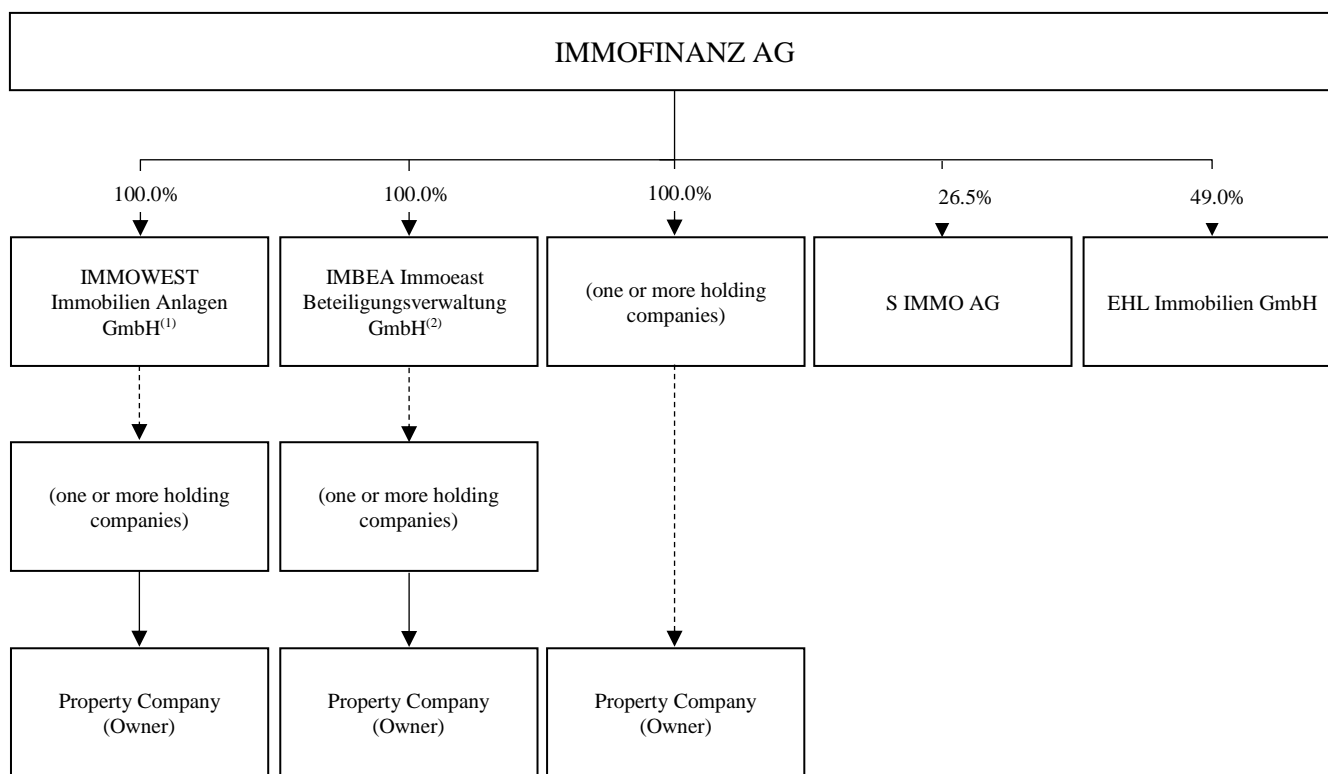 IMMOFINANZ AG
100.0%
100.0%
100.0%
26.5%
49.0%
IMMOWEST
Immobilien Anlagen
GmbH(1)
IMBEA Immoeast
Beteiligungsverwaltung
GmbH(2)
(one or more holding
companies)
S IMMO AG
EHL Immobilien GmbH
(one or more holding
companies)
(one or more holding
companies)
Property Company
(Owner)
Property Company
(Owner)
Property Company
(Owner)